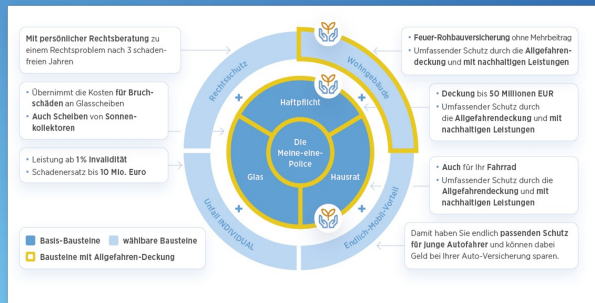 Mit persönlicher Rechtsberatung zu
einem Rechtsproblem nach 3 schaden-
freien Jahren
• Übernimmt die Kosten für Bruch-
schäden an Glasscheiben
• Auch Scheiben von Sonnen-
kollektoren
• Leistung ab 1% Invalidität
• Schadenersatz bis 10 Mio. Euro
Basis-Bausteine
wählbare Bausteine
Bausteine mit Allgefahren-Deckung
Rechtsschutz
Wohngebäude
Haftpflicht
Die
Meine-eine-
Police
Glas
Hausrat
Unfall INDIVIDUAL
Endlich-Mobil-Vorteil
• Feuer-Rohbauversicherung ohne Mehrbeitrag
• Umfassender Schutz durch die Allgefahren-
deckung und mit nachhaltigen Leistungen
• Deckung bis 50 Millionen EUR
• Umfassender Schutz durch
die Allgefahrendeckung und mit
nachhaltigen Leistungen
• Auch für Ihr Fahrrad
• Umfassender Schutz durch die
Allgefahrendeckung und mit
nachhaltigen Leistungen
Damit haben Sie endlich passenden Schutz
für junge Autofahrer und können dabei
Geld bei Ihrer Auto-Versicherung sparen.